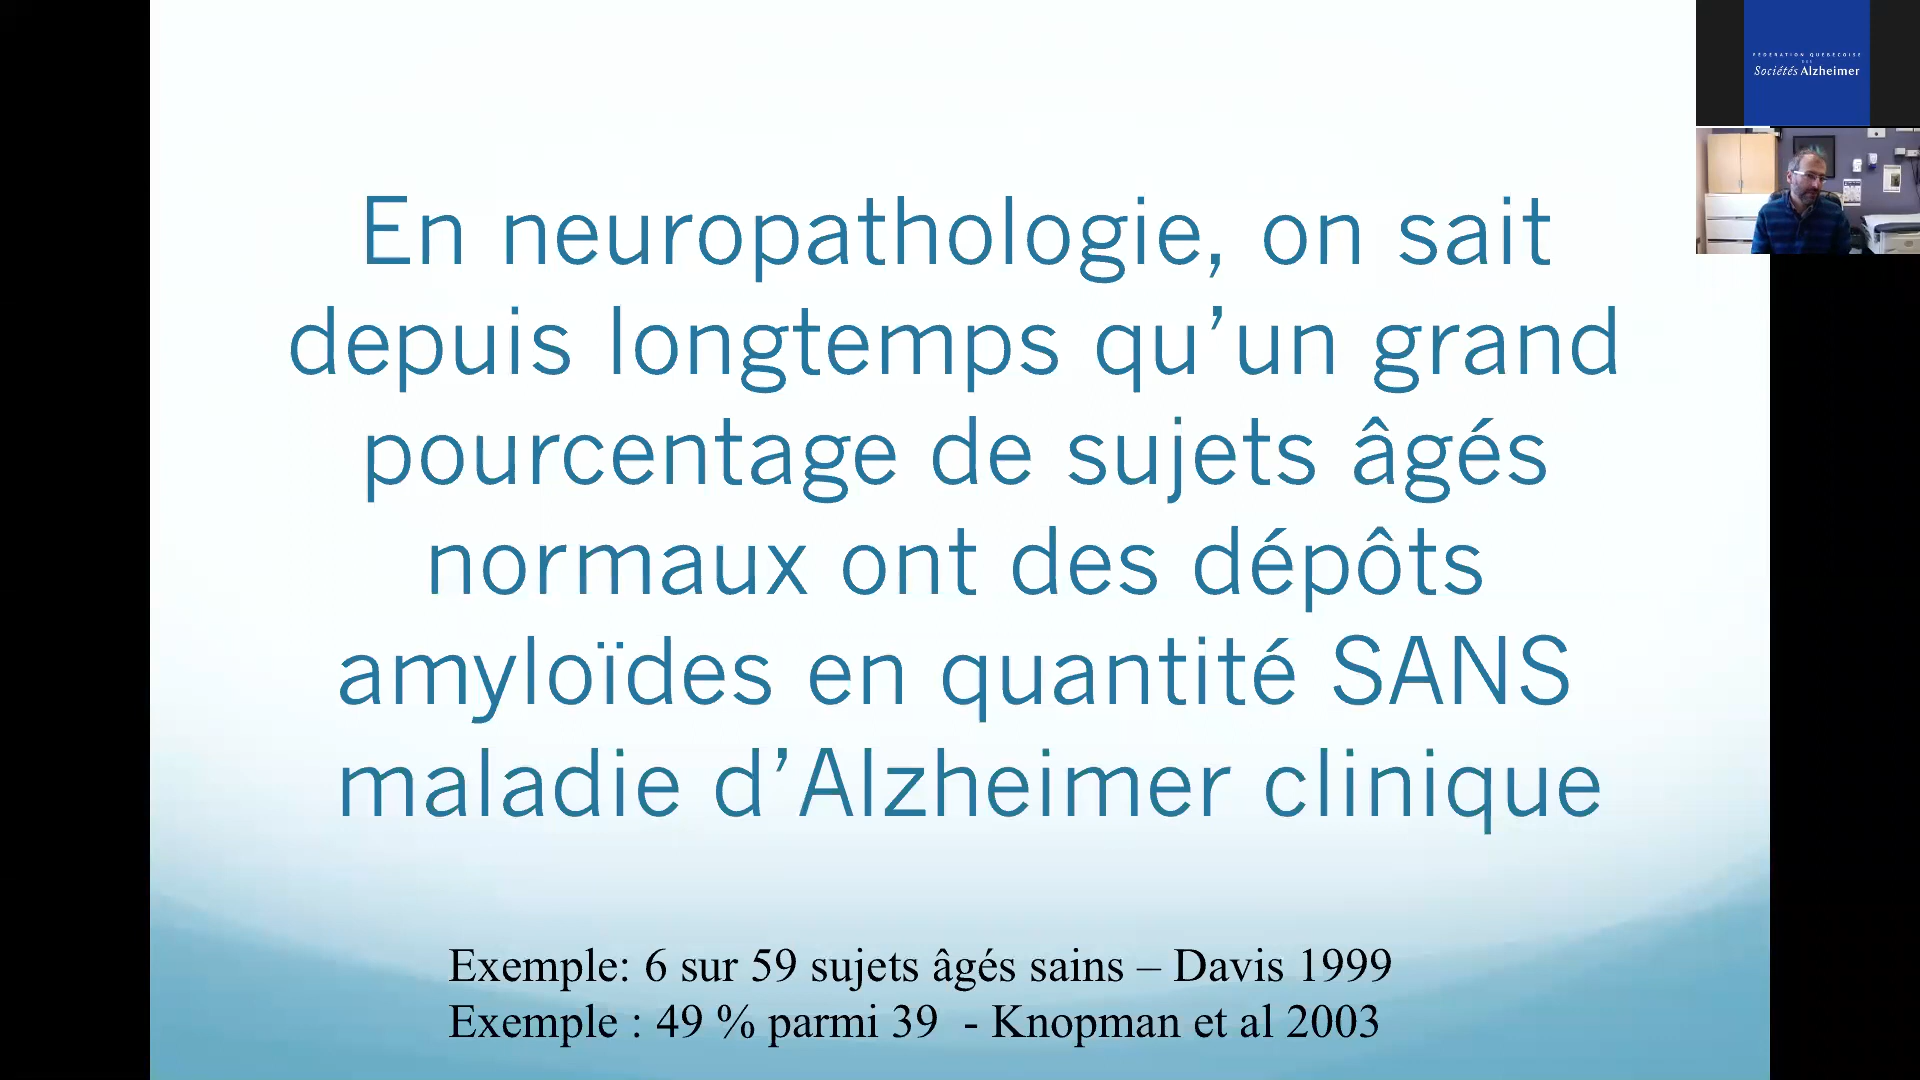 En neuropathologie, on sait
depuis longtemps qu’un grand
pourcentage de sujets âgés
normaux ont des dépôts
amyloïdes en quantité SANS
maladie d’Alzheimer clinique
Exemple: 6 sur 59 sujets âgés sains – Davis 1999
Exemple : 49 % parmi 39 - Knopman et al 2003
FÉDÉRATION QUÉBÉCOISE
DES
Sociétés Alzheimer